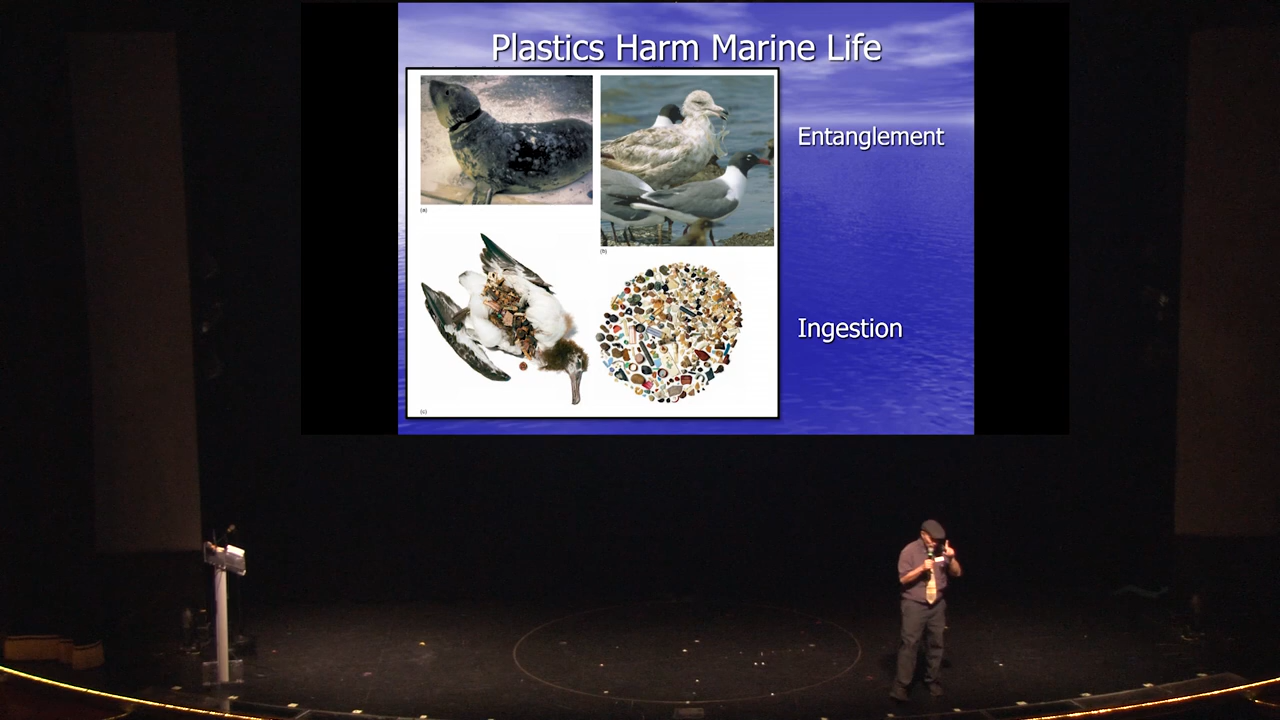 Plastics Harm Marine Life
Entanglement
(a)
(b)
Ingestion
(c)